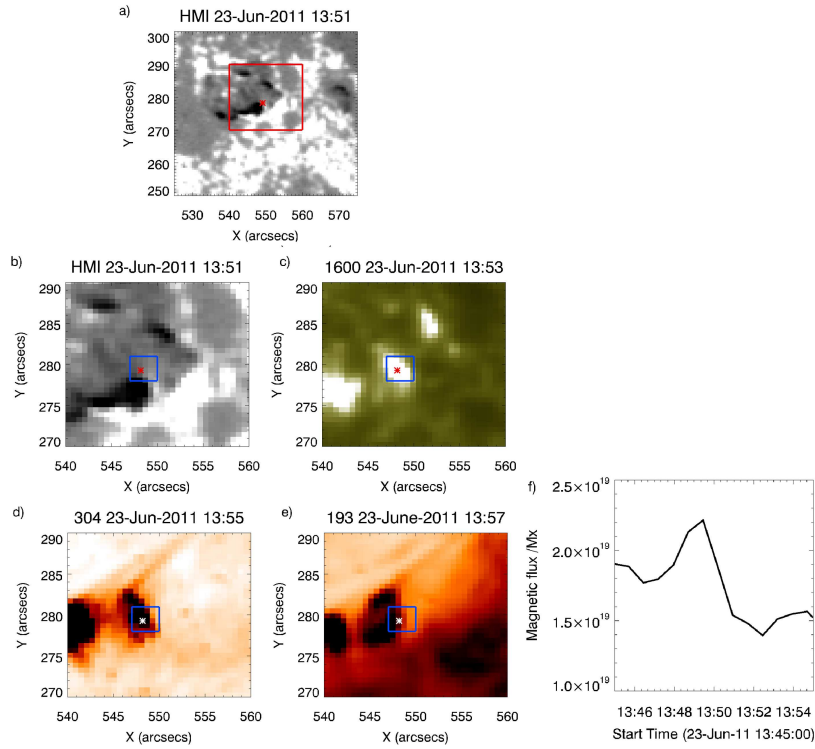 a)
HMI 23-Jun-2011 13:51
300
290
280
270
260
250
Y (arcsecs)
530 540 550 560 570
X (arcsecs)
b)
HMI 23-Jun-2011 13:51
290
285
280
275
270
Y (arcsecs)
540 545 550 555 560
X (arcsecs)
c)
1600 23-Jun-2011 13:53
290
285
280
275
270
Y (arcsecs)
540 545 550 555 560
X (arcsecs)
d)
304 23-Jun-2011 13:55
290
285
280
275
270
Y (arcsecs)
540 545 550 555 560
X (arcsecs)
e)
193 23-June-2011 13:57
290
285
280
275
270
Y (arcsecs)
540 545 550 555 560
X (arcsecs)
f)
2.5×10¹⁹
2.0×10¹⁹
1.5×10¹⁹
1.0×10¹⁹
Magnetic flux /Mx
13:46 13:48 13:50 13:52 13:54
Start Time (23-Jun-11 13:45:00)